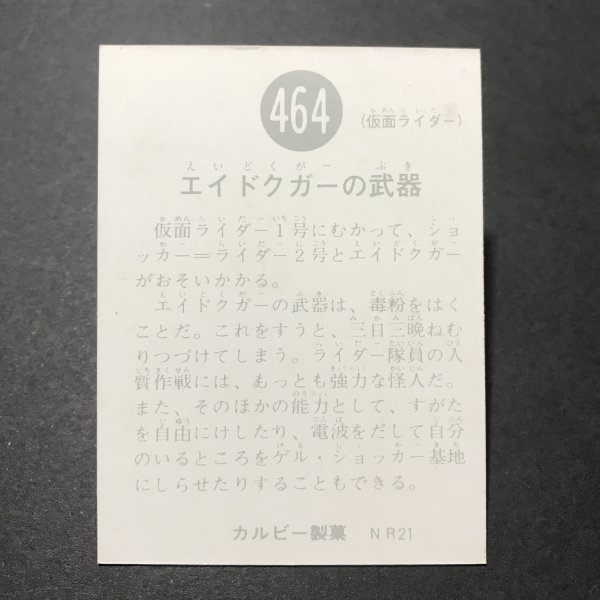 464
(仮面ライダー)
エイドクガーの武器
仮面ライダー1号にむかって、ショ
ッカー=ライダー2号とエイドクガー
がおそいかかる。
エイドクガーの武器は、毒粉をはく
ことだ。これをすうと、三日三晩ねむ
りつづけてしまう。ライダー隊員の人
質作戦には、もっとも強力な怪人だ。
また、そのほかの能力として、すがた
を自由にけしたり、電波をだして自分
のいるところをゲル・ショッカー基地
にしらせたりすることもできる。
カルビー製菓 NR21